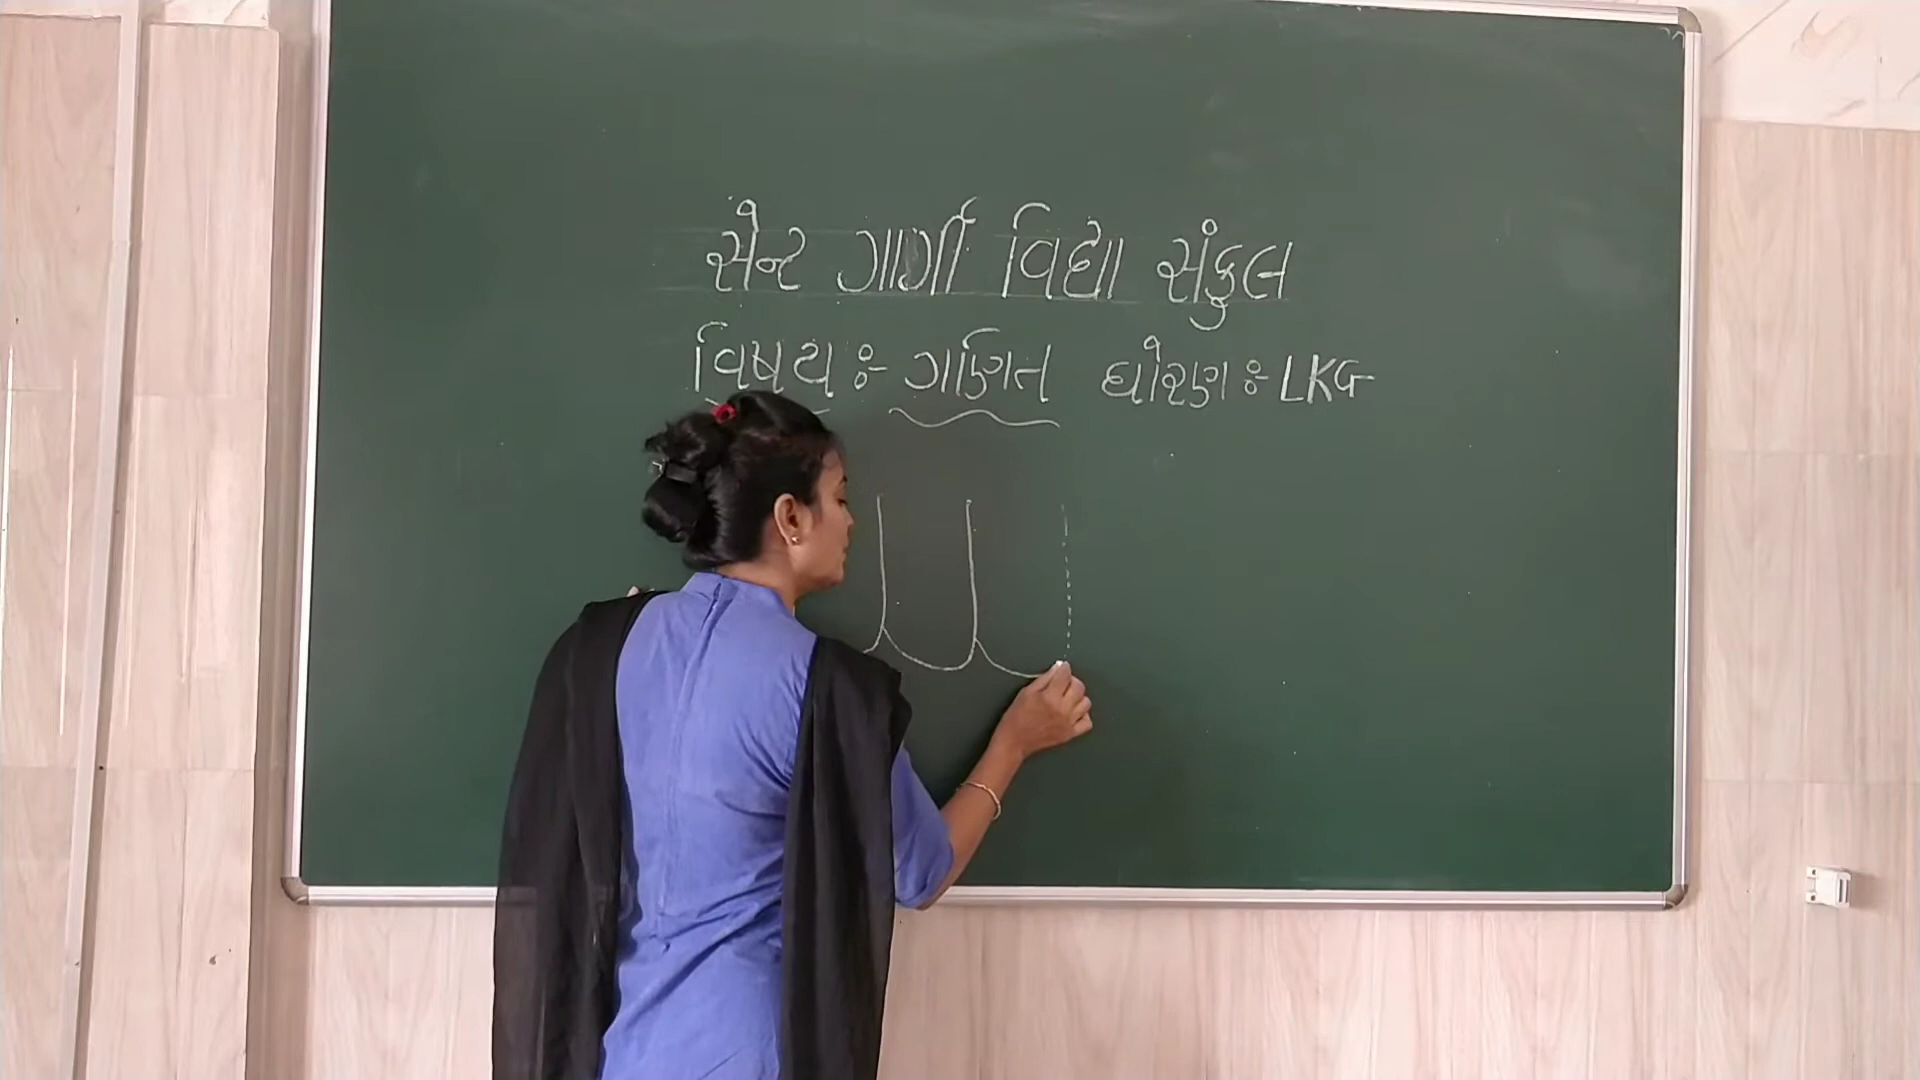 સેન્ટ ગાર્ગી વિદ્યા સંકુલ
વિષય :- ગણિત ધોરણ :- LKG